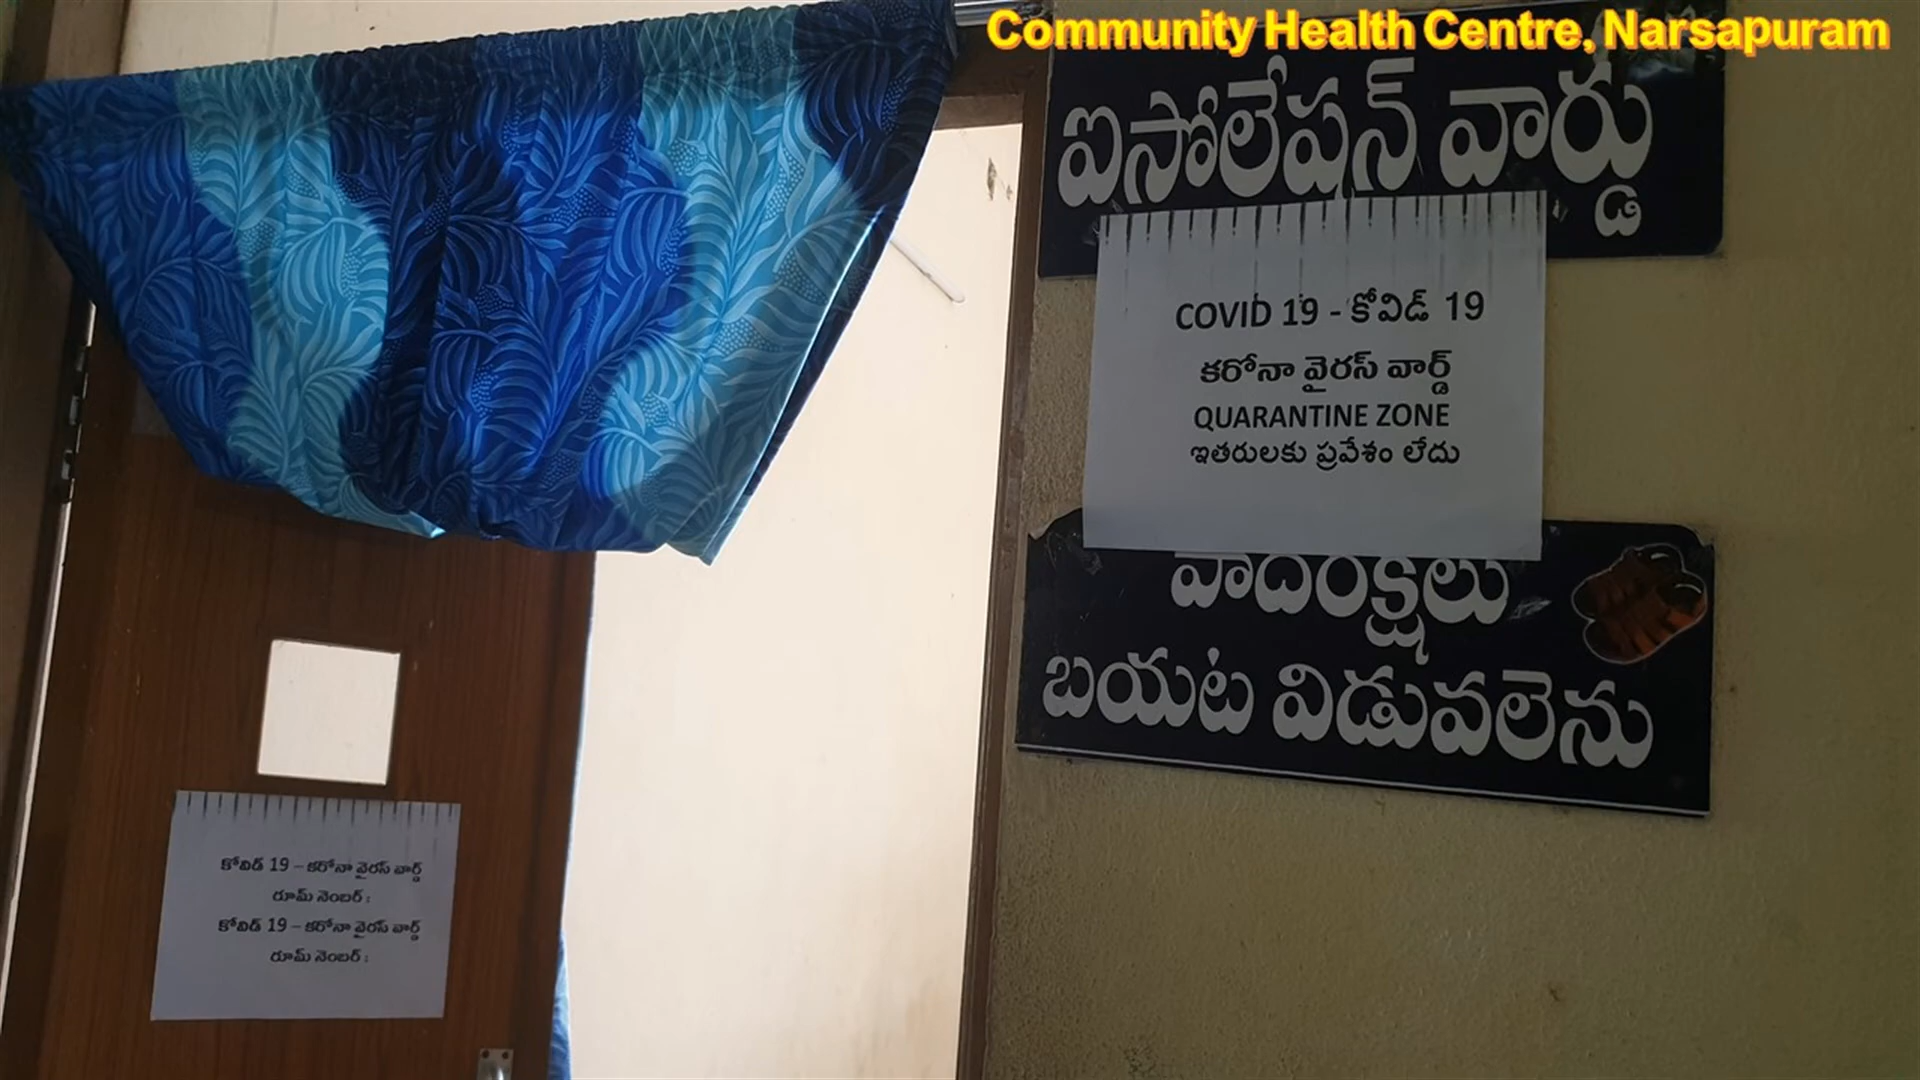 Community Health Centre, Narsapuram
ఐసోలేషన్ వార్డు
COVID 19 - కోవిడ్ 19
కరోనా వైరస్ వార్డ్
QUARANTINE ZONE
ఇతరులకు ప్రవేశం లేదు
పాదరక్షలు
బయట విడువలెను
కోవిడ్ 19 – కరోనా వైరస్ వార్డ్
రూమ్ నెంబర్ :
కోవిడ్ 19 – కరోనా వైరస్ వార్డ్
రూమ్ నెంబర్ :